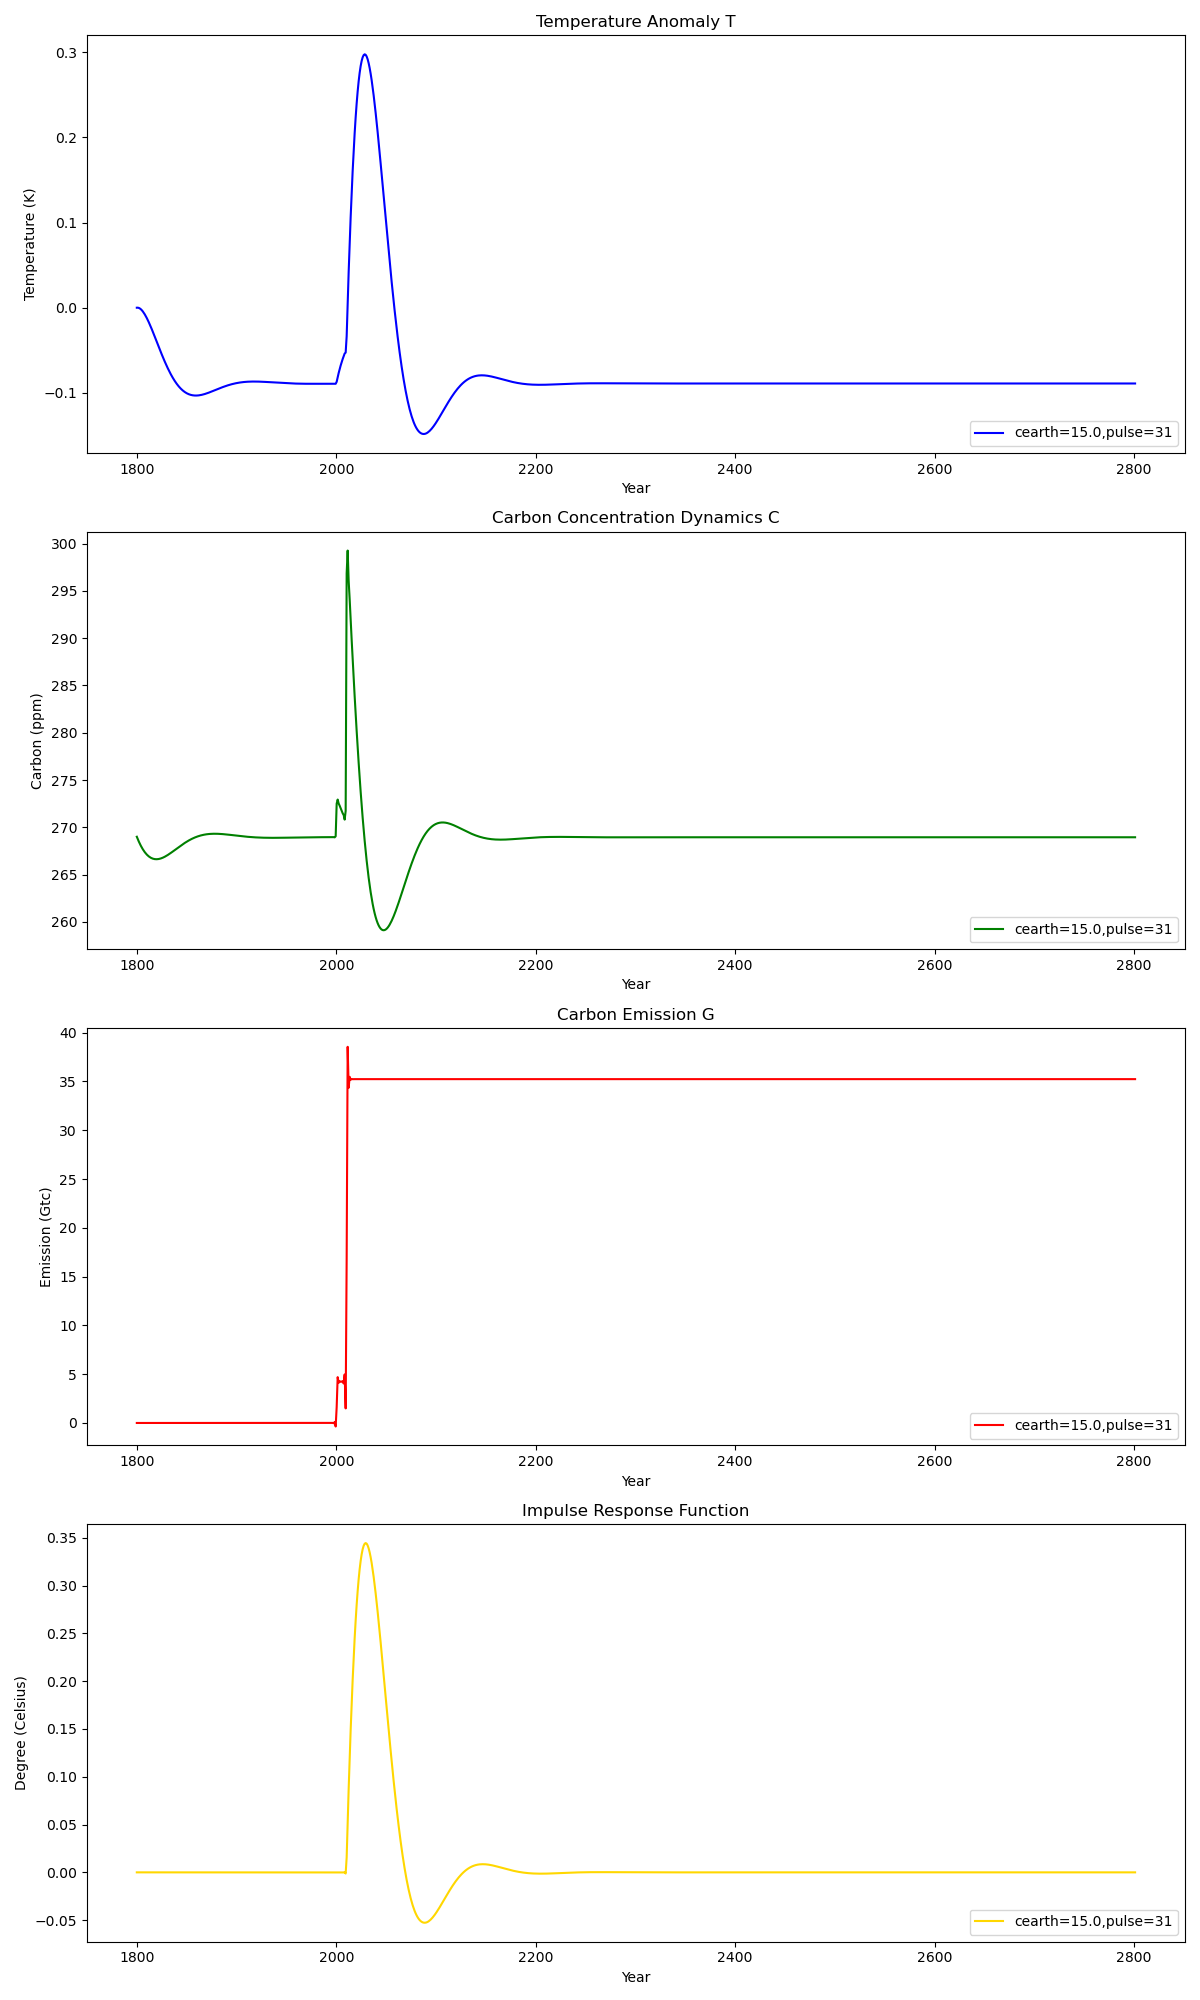 Temperature Anomaly T
0.3
0.2
0.1
0.0
−0.1
Temperature (K)
cearth=15.0,pulse=31
1800 2000 2200 2400 2600 2800
Year
Carbon Concentration Dynamics C
300
295
290
285
280
275
270
265
260
Carbon (ppm)
cearth=15.0,pulse=31
1800 2000 2200 2400 2600 2800
Year
Carbon Emission G
40
35
30
25
20
15
10
5
0
Emission (Gtc)
cearth=15.0,pulse=31
1800 2000 2200 2400 2600 2800
Year
Impulse Response Function
0.35
0.30
0.25
0.20
0.15
0.10
0.05
0.00
−0.05
Degree (Celsius)
cearth=15.0,pulse=31
1800 2000 2200 2400 2600 2800
Year